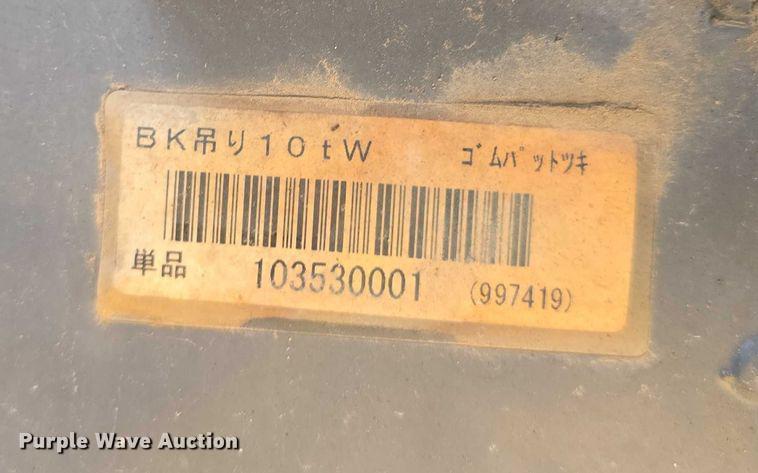 BK吊り10tW ゴムパットツキ
単品 103530001 (997419)
Purple Wave Auction